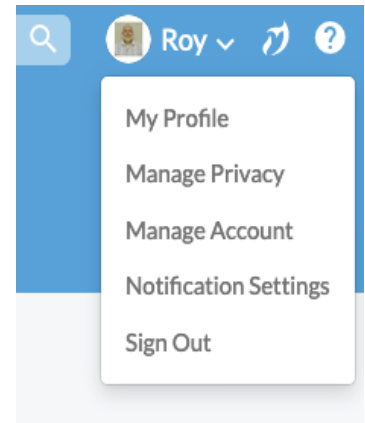 Roy
?
My Profile
Manage Privacy
Manage Account
Notification Settings
Sign Out